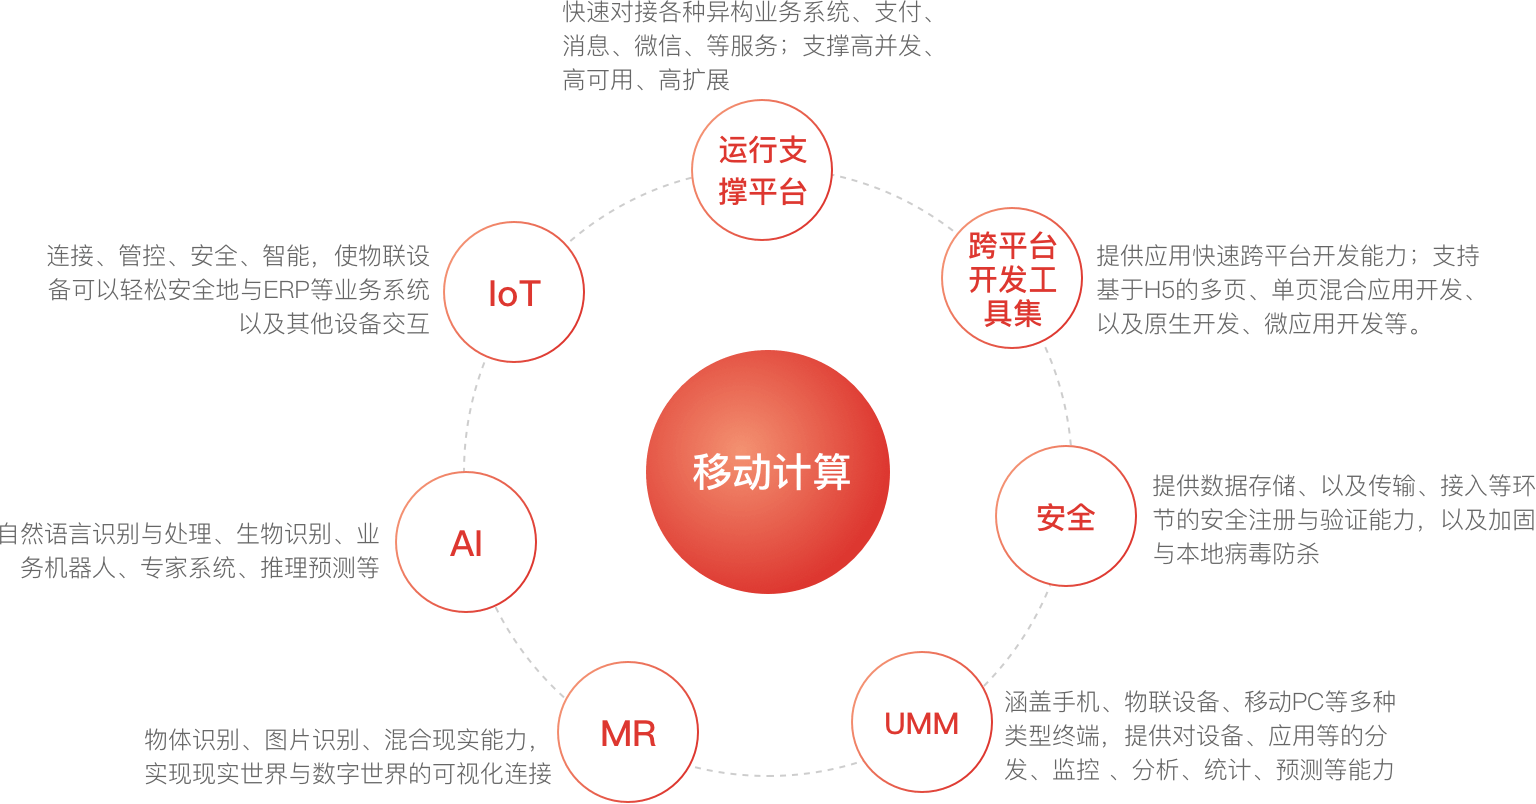 快速对接各种异构业务系统、支付、
消息、微信、等服务；支撑高并发、
高可用、高扩展
运行支
撑平台
跨平台
开发工
具集
提供应用快速跨平台开发能力；支持
基于H5的多页、单页混合应用开发、
以及原生开发、微应用开发等。
连接、管控、安全、智能，使物联设
备可以轻松安全地与ERP等业务系统
以及其他设备交互
IoT
移动计算
安全
提供数据存储、以及传输、接入等环
节的安全注册与验证能力，以及加固
与本地病毒防杀
自然语言识别与处理、生物识别、业
务机器人、专家系统、推理预测等
AI
UMM
涵盖手机、物联设备、移动PC等多种
类型终端，提供对设备、应用等的分
发、监控 、分析、统计、预测等能力
MR
物体识别、图片识别、混合现实能力，
实现现实世界与数字世界的可视化连接